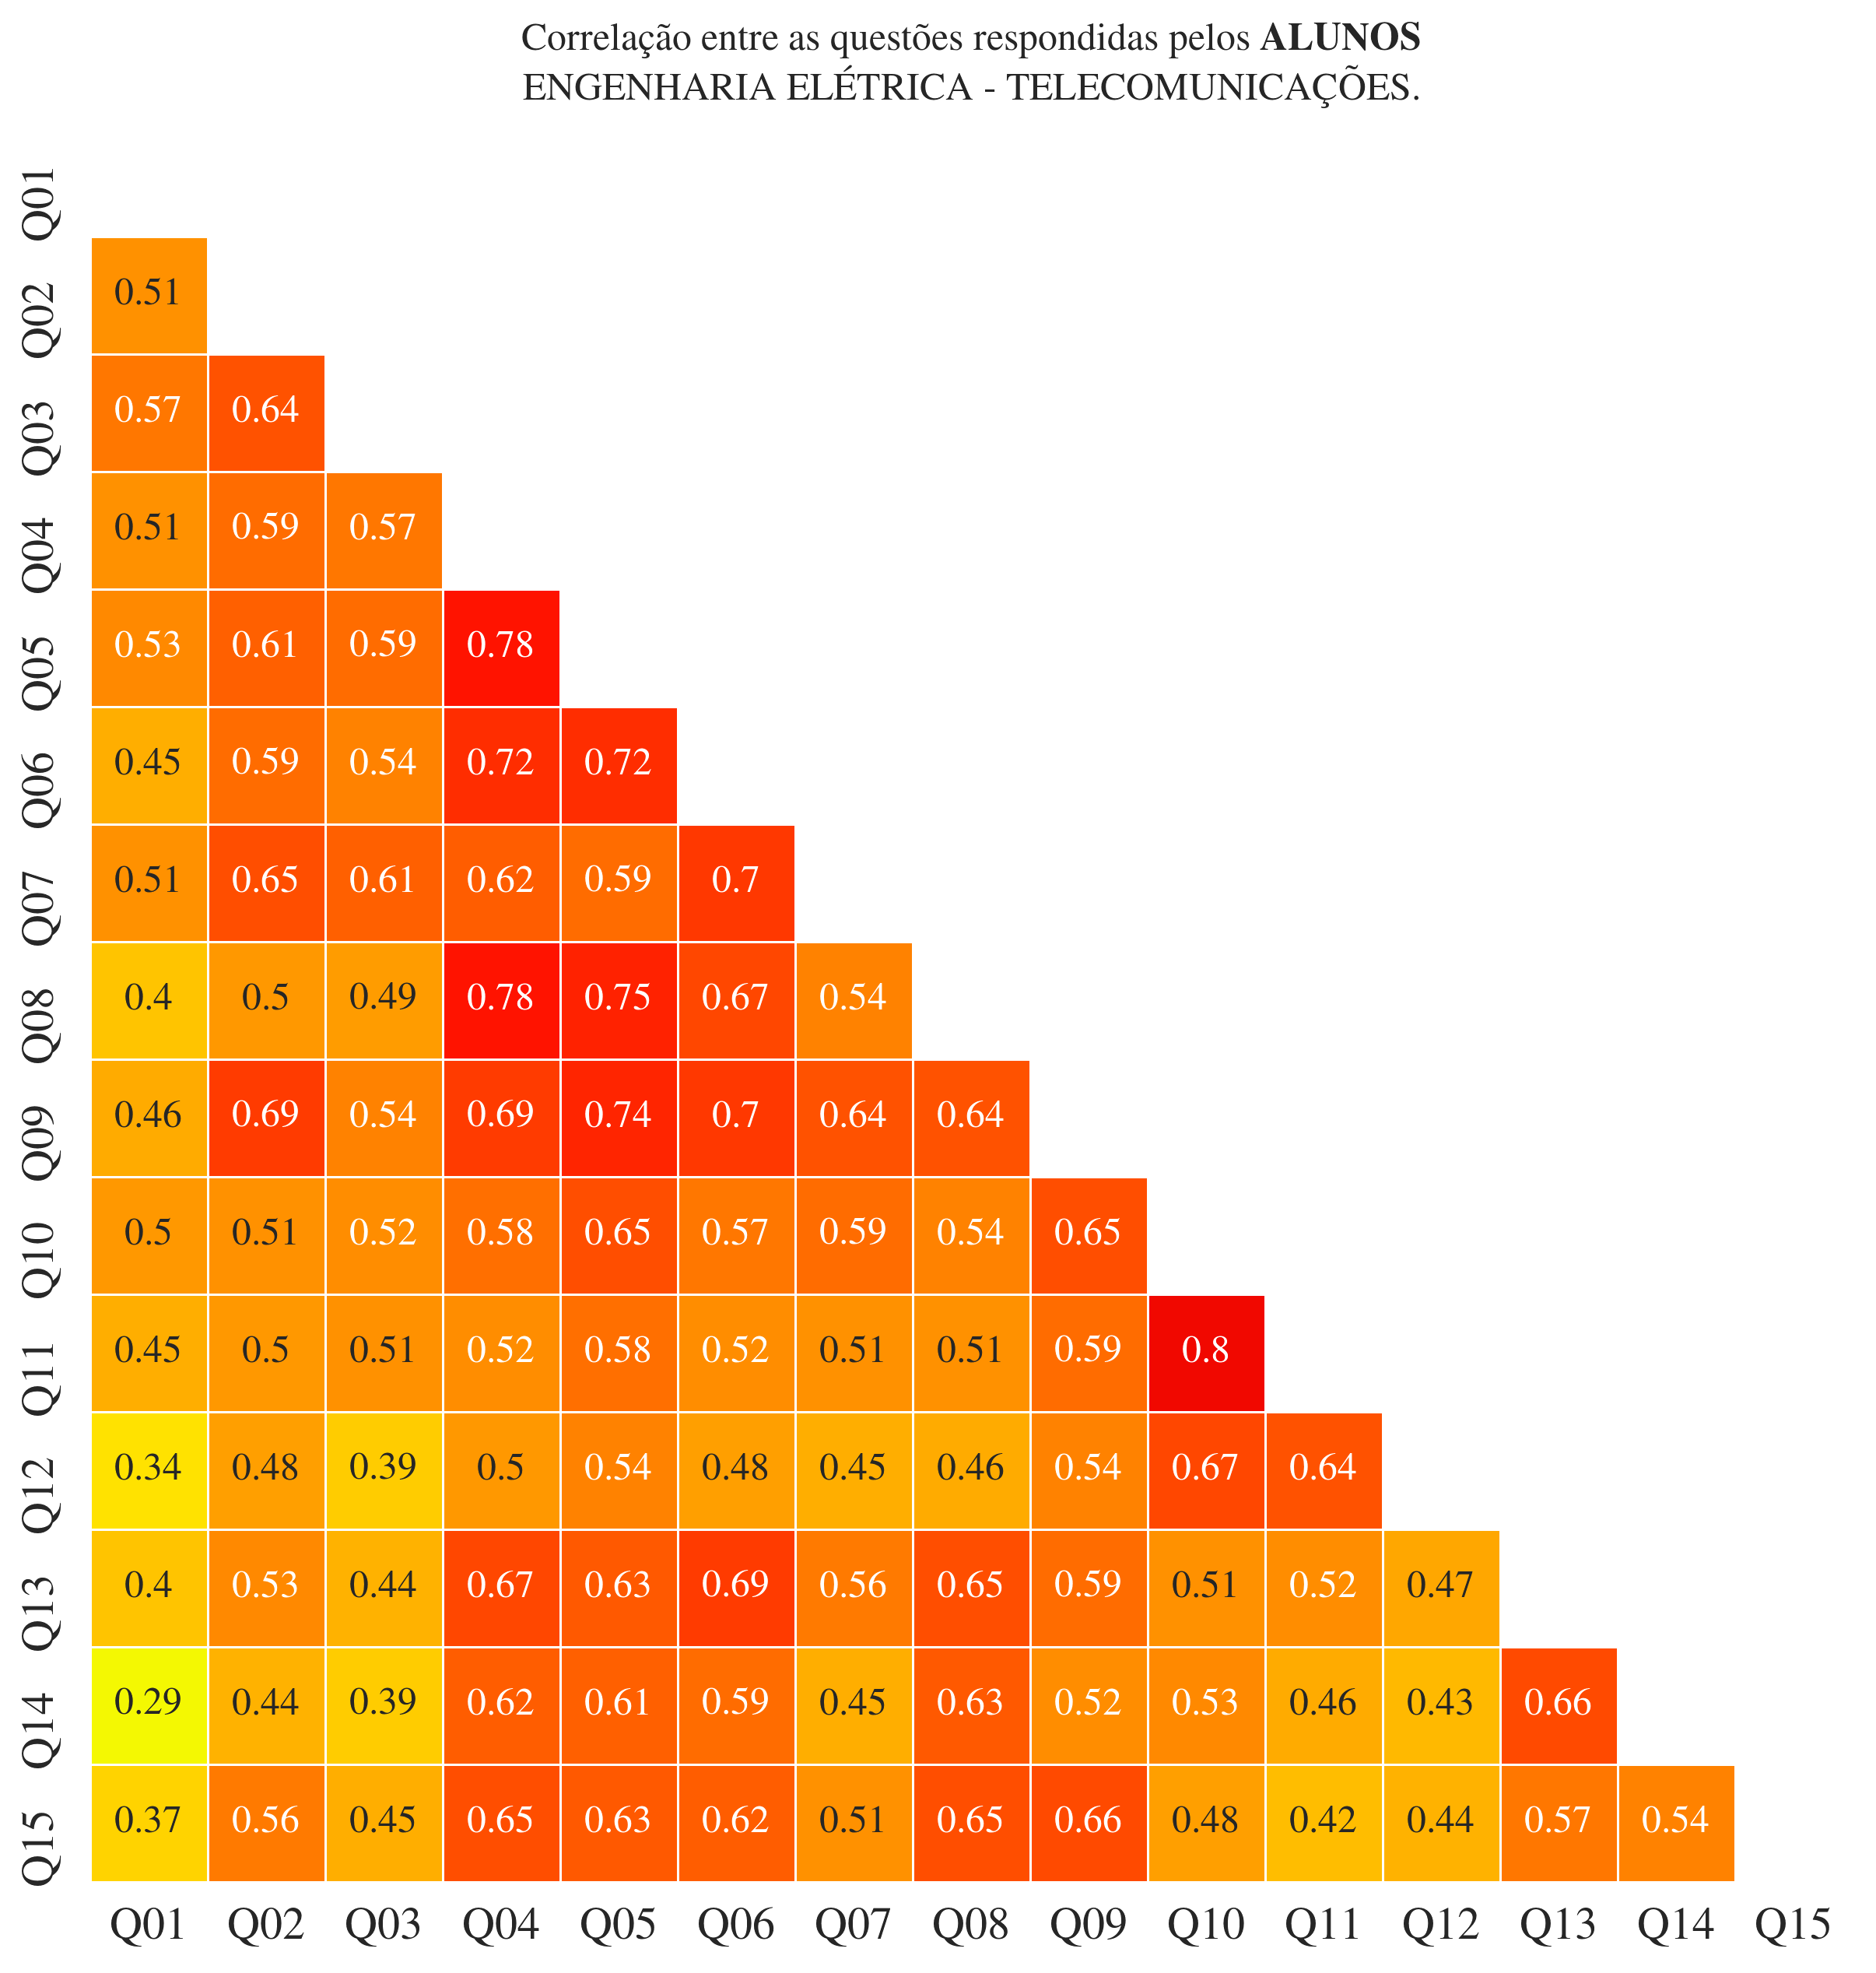 Correlação entre as questões respondidas pelos ALUNOS
ENGENHARIA ELÉTRICA - TELECOMUNICAÇÕES.
Q01
Q02 0.51
Q03 0.57 0.64
Q04 0.51 0.59 0.57
Q05 0.53 0.61 0.59 0.78
Q06 0.45 0.59 0.54 0.72 0.72
Q07 0.51 0.65 0.61 0.62 0.59 0.7
Q08 0.4 0.5 0.49 0.78 0.75 0.67 0.54
Q09 0.46 0.69 0.54 0.69 0.74 0.7 0.64 0.64
Q10 0.5 0.51 0.52 0.58 0.65 0.57 0.59 0.54 0.65
Q11 0.45 0.5 0.51 0.52 0.58 0.52 0.51 0.51 0.59 0.8
Q12 0.34 0.48 0.39 0.5 0.54 0.48 0.45 0.46 0.54 0.67 0.64
Q13 0.4 0.53 0.44 0.67 0.63 0.69 0.56 0.65 0.59 0.51 0.52 0.47
Q14 0.29 0.44 0.39 0.62 0.61 0.59 0.45 0.63 0.52 0.53 0.46 0.43 0.66
Q15 0.37 0.56 0.45 0.65 0.63 0.62 0.51 0.65 0.66 0.48 0.42 0.44 0.57 0.54
Q01 Q02 Q03 Q04 Q05 Q06 Q07 Q08 Q09 Q10 Q11 Q12 Q13 Q14 Q15